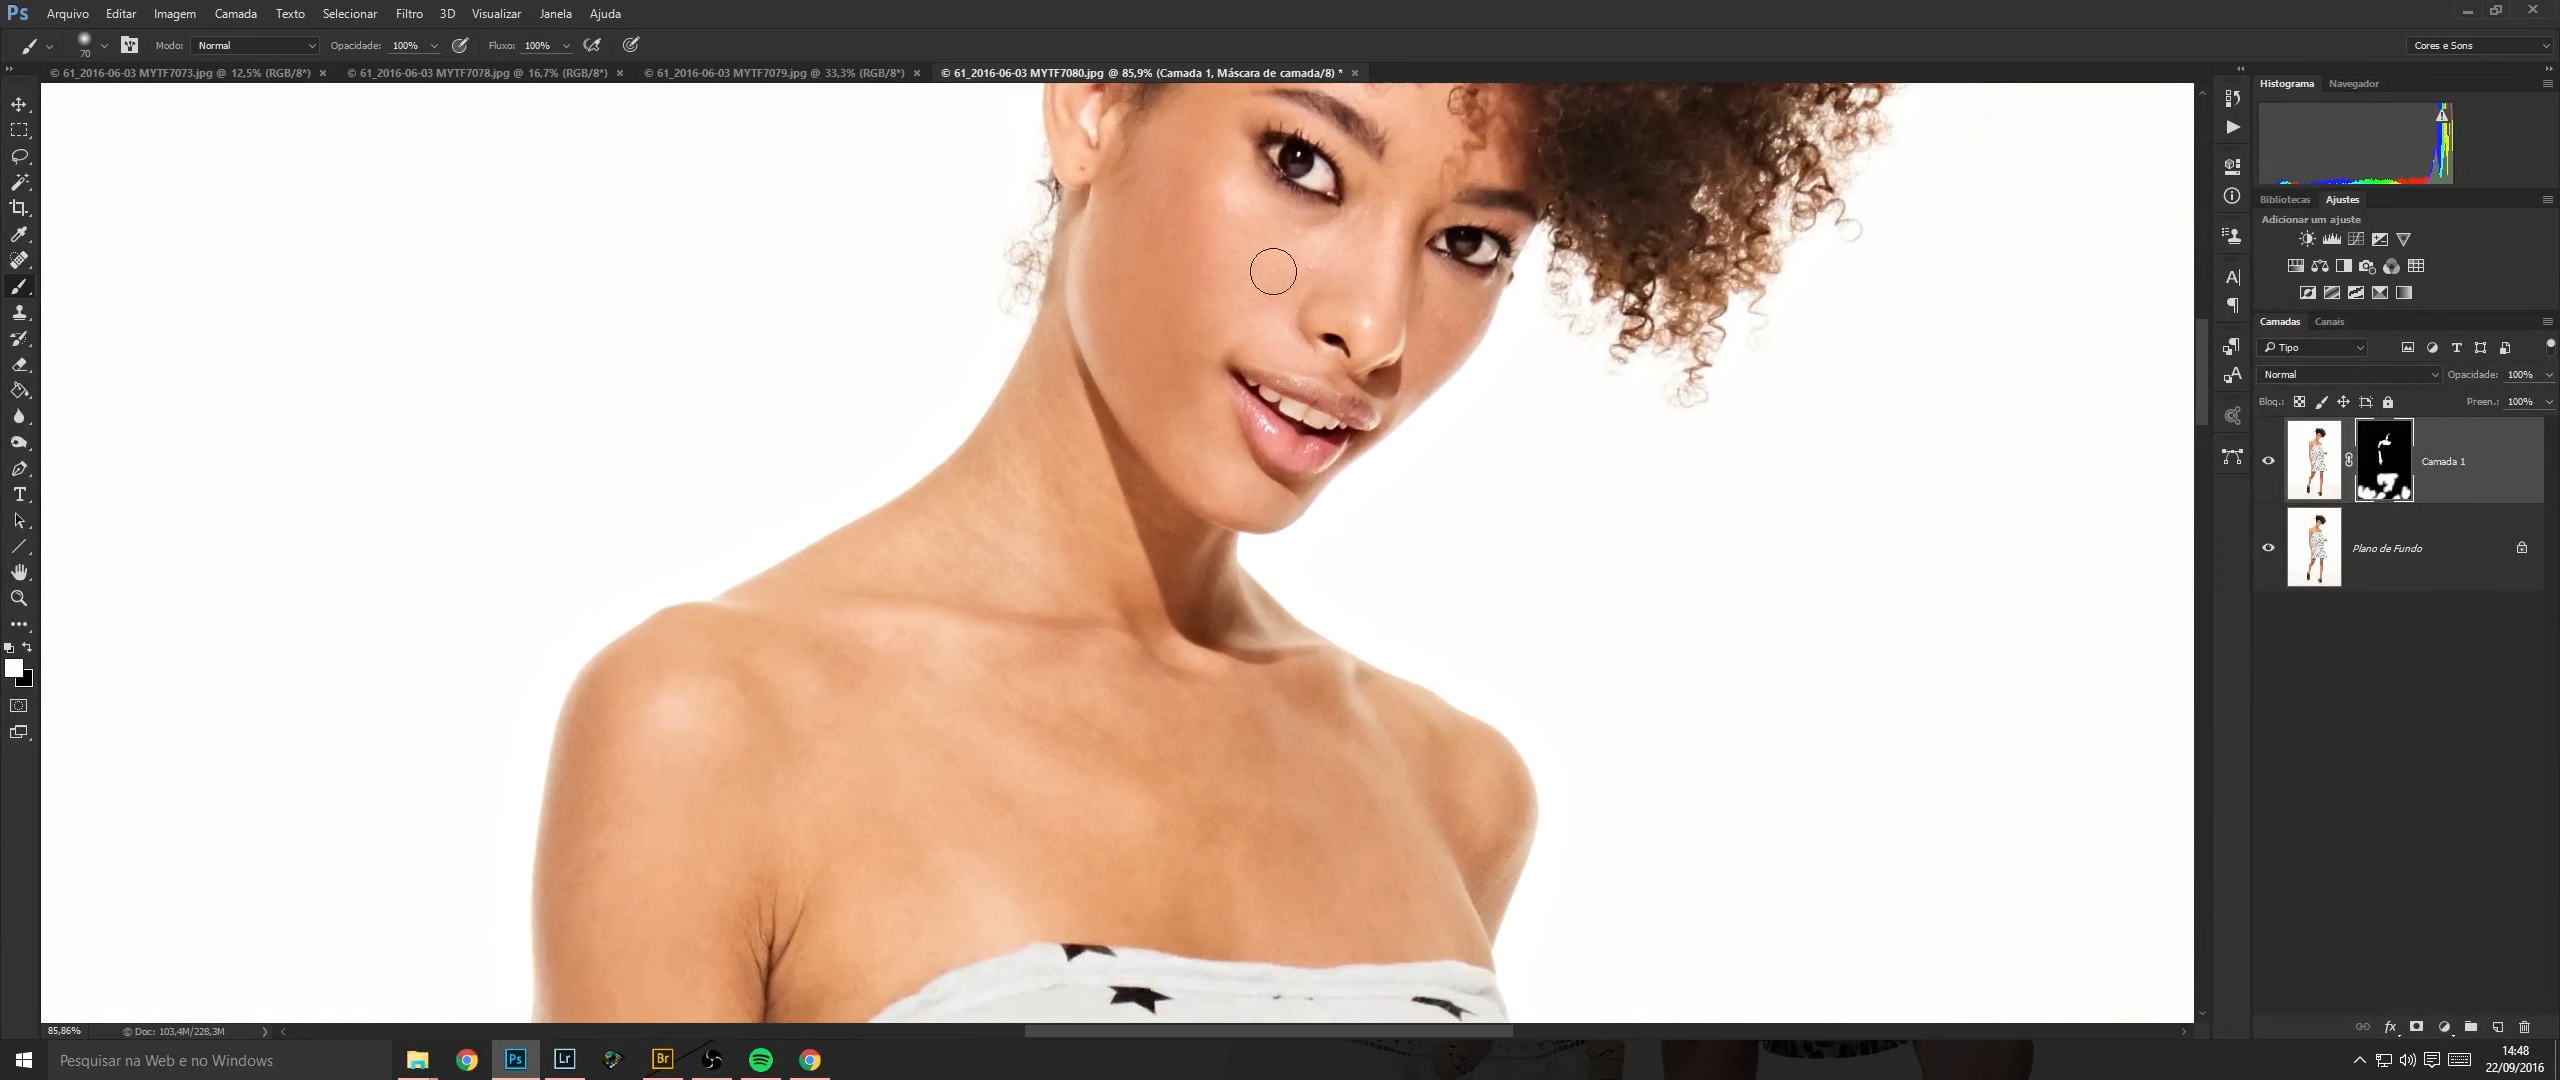 Ps Arquivo Editar Imagem Camada Texto Selecionar Filtro 3D Visualizar Janela Ajuda
70 Modo: Normal Opacidade: 100% Fluxo: 100% Cores e Sons
© 61_2016-06-03 MYTF7073.jpg @ 12,5% (RGB/8*) × © 61_2016-06-03 MYTF7078.jpg @ 16,7% (RGB/8*) × © 61_2016-06-03 MYTF7079.jpg @ 33,3% (RGB/8*) × © 61_2016-06-03 MYTF7080.jpg @ 85,9% (Camada 1, Máscara de camada/8) * ×
Histograma Navegador
Bibliotecas Ajustes
Adicionar um ajuste
Camadas Canais
Tipo
Normal Opacidade: 100%
Bloq.: Preen.: 100%
Camada 1
Plano de Fundo
85,86% © Doc: 103,4M/228,3M
Pesquisar na Web e no Windows
Ps Lr Br
14:48
22/09/2016